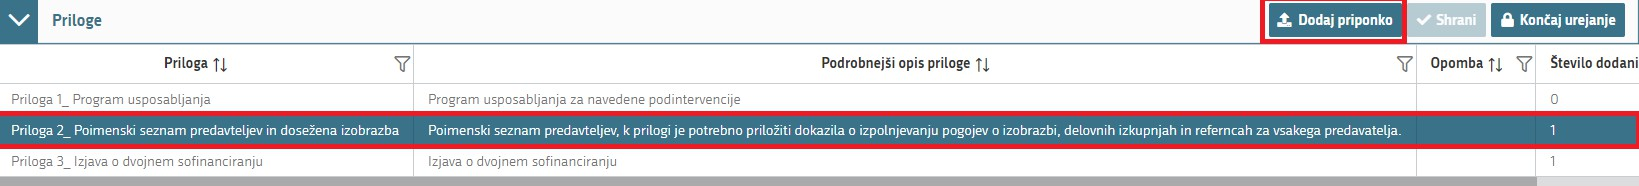 Priloge
Dodaj priponko
Shrani
Končaj urejanje
Priloga
Podrobnejši opis priloge
Opomba
Število dodani
Priloga 1_ Program usposabljanja
Program usposabljanja za navedene podintervencije
0
Priloga 2_ Poimenski seznam predavteljev in dosežena izobrazba
Poimenski seznam predavteljev, k prilogi je potrebno priložiti dokazila o izpolnjevanju pogojev o izobrazbi, delovnih izkupnjah in referncah za vsakega predavatelja.
1
Priloga 3_ Izjava o dvojnem sofinanciranju
Izjava o dvojnem sofinanciranju
1